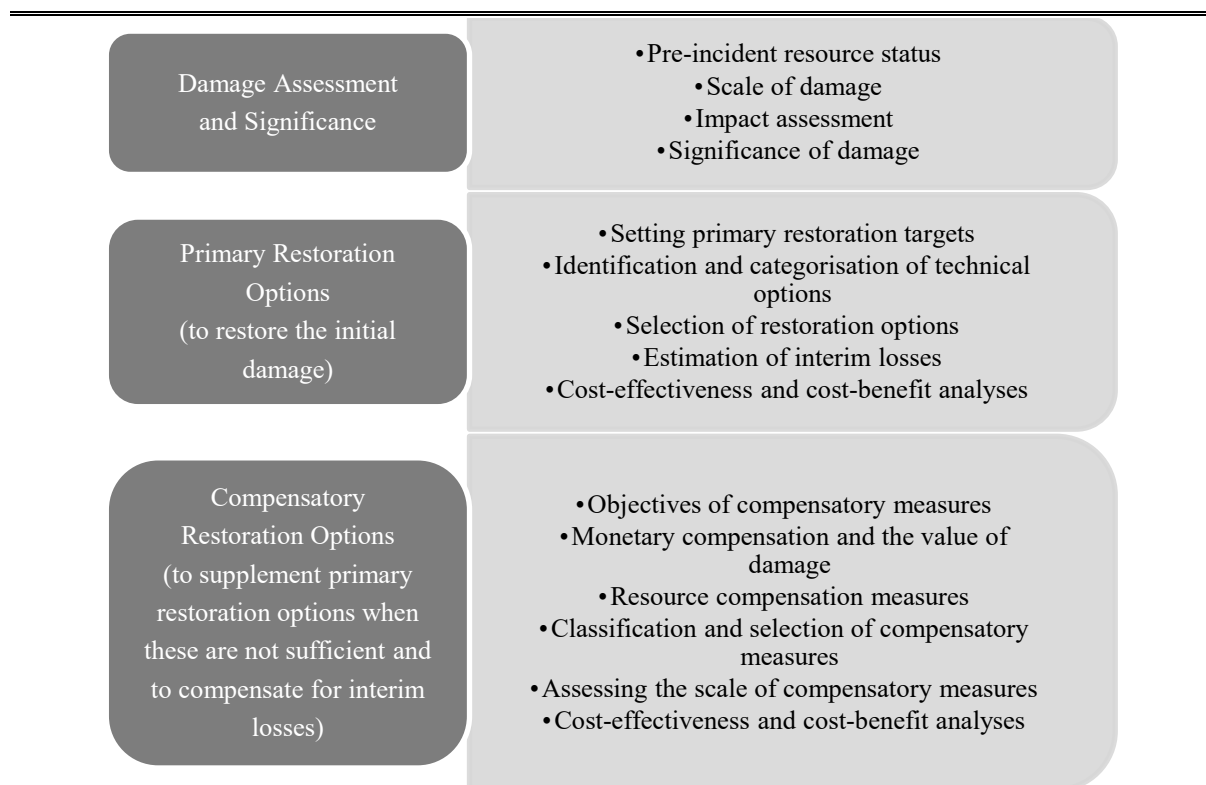 Damage Assessment
and Significance
•Pre-incident resource status
•Scale of damage
•Impact assessment
•Significance of damage
Primary Restoration
Options
(to restore the initial
damage)
•Setting primary restoration targets
•Identification and categorisation of technical
options
•Selection of restoration options
•Estimation of interim losses
•Cost-effectiveness and cost-benefit analyses
Compensatory
Restoration Options
(to supplement primary
restoration options when
these are not sufficient and
to compensate for interim
losses)
•Objectives of compensatory measures
•Monetary compensation and the value of
damage
•Resource compensation measures
•Classification and selection of compensatory
measures
•Assessing the scale of compensatory measures
•Cost-effectiveness and cost-benefit analyses